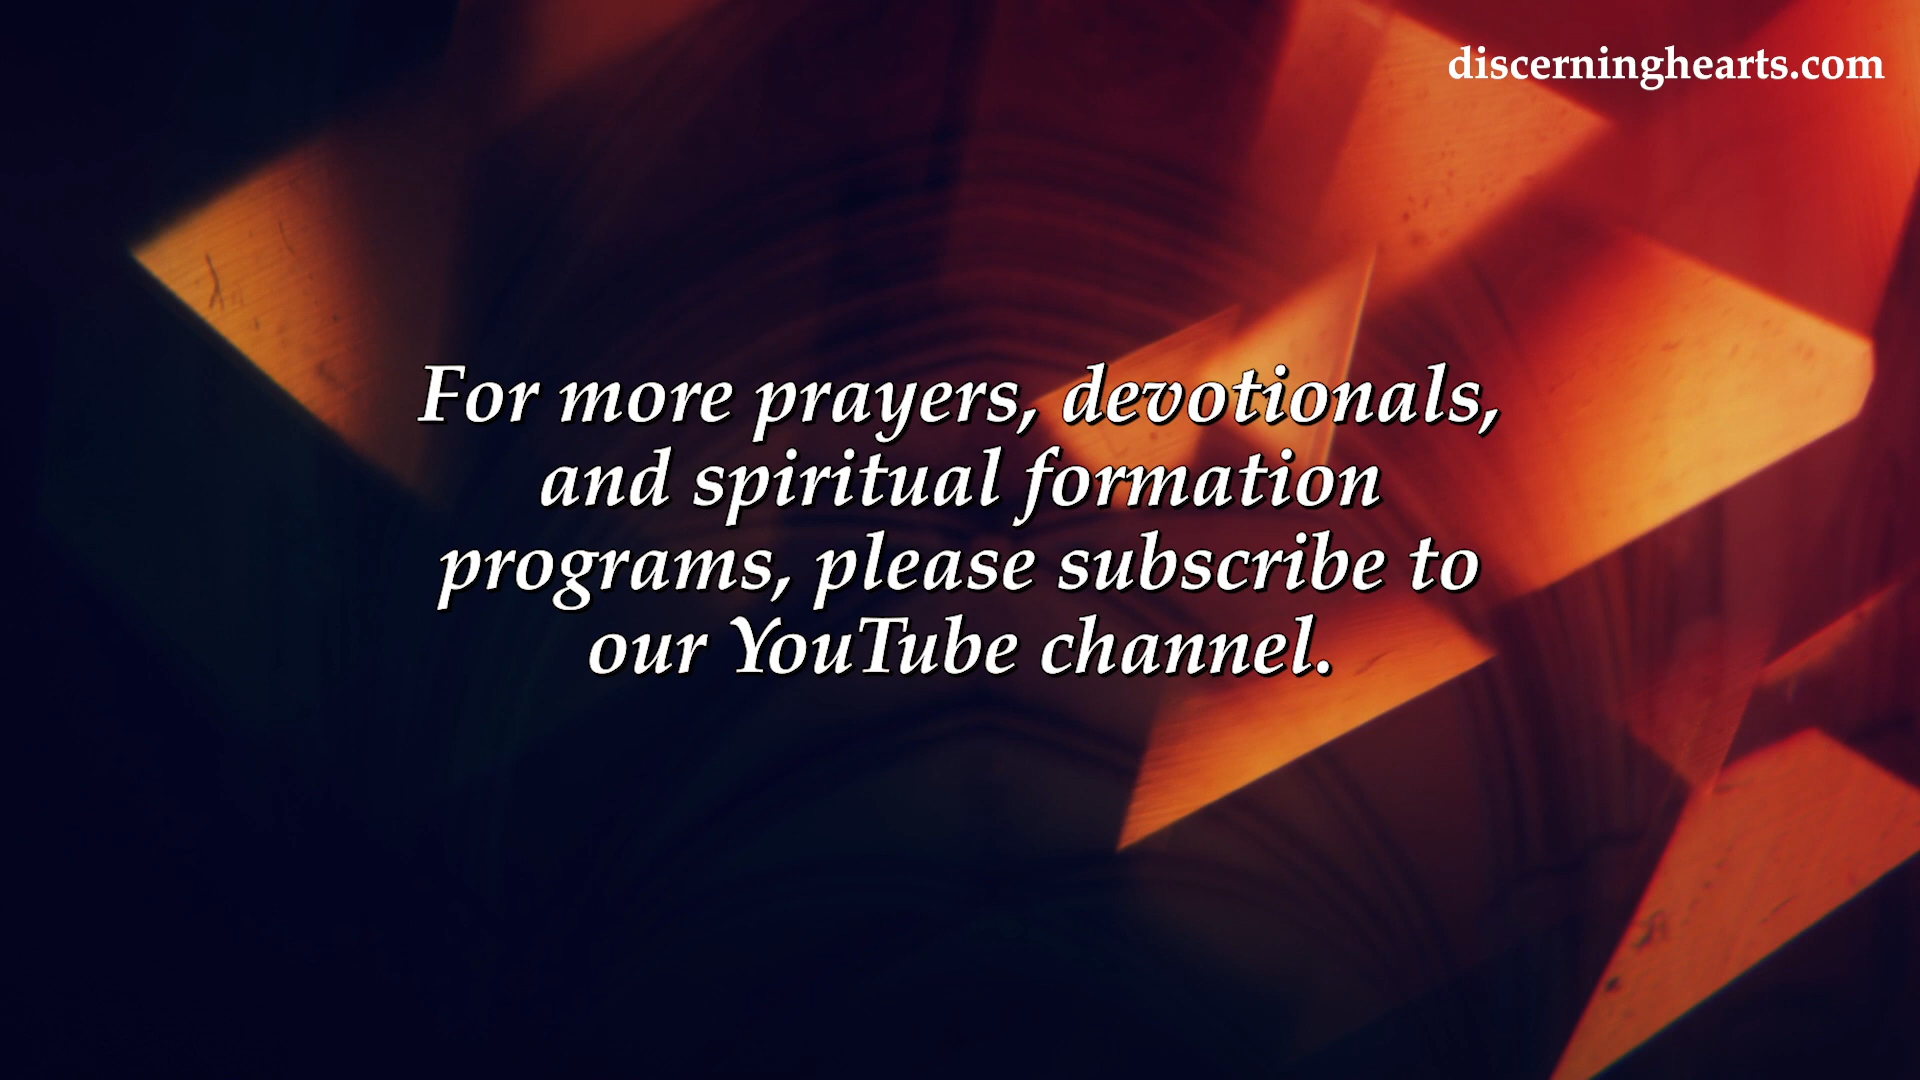 discerninghearts.com
For more prayers, devotionals,
and spiritual formation
programs, please subscribe to
our YouTube channel.